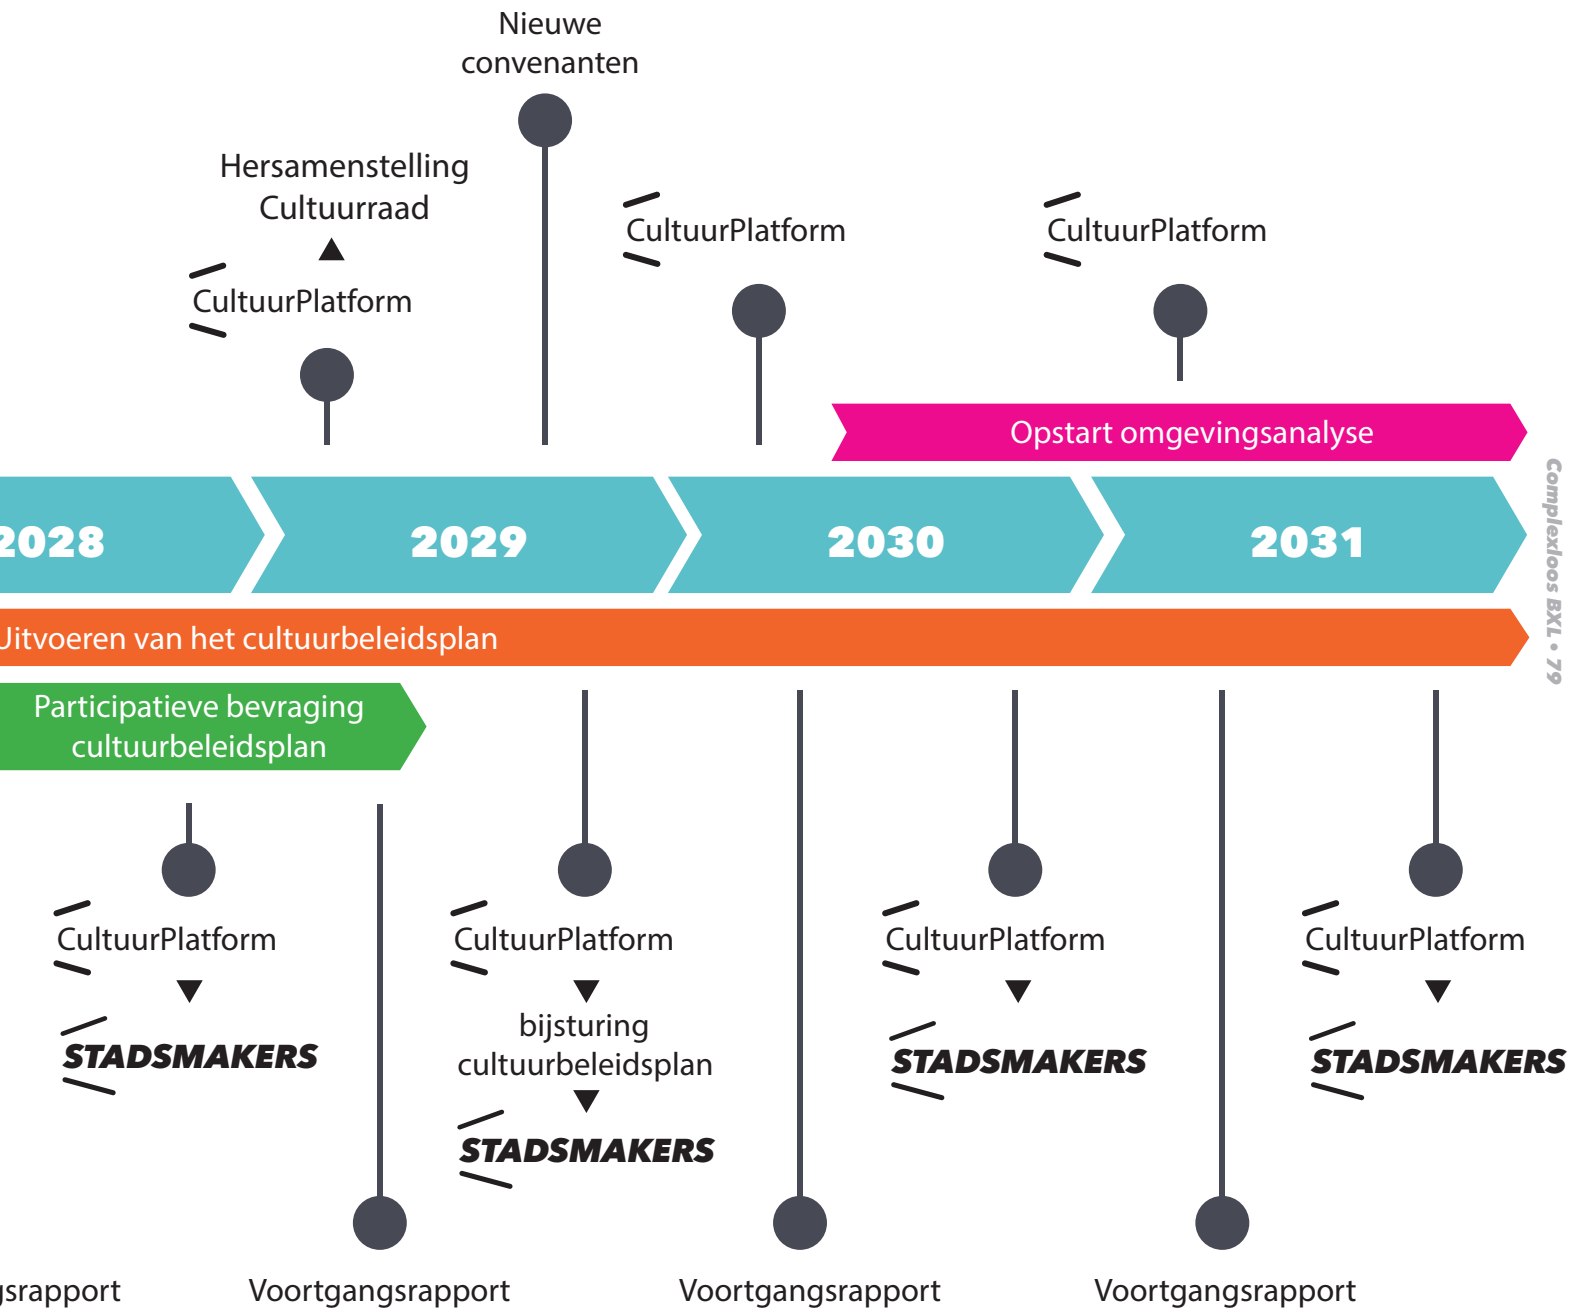 Nieuwe
convenanten
Hersamenstelling
Cultuurraad
CultuurPlatform
CultuurPlatform
CultuurPlatform
Opstart omgevingsanalyse
2028
2029
2030
2031
Uitvoeren van het cultuurbeleidsplan
Participatieve bevraging
cultuurbeleidsplan
CultuurPlatform
STADSMAKERS
CultuurPlatform
bijsturing
cultuurbeleidsplan
STADSMAKERS
CultuurPlatform
STADSMAKERS
CultuurPlatform
STADSMAKERS
gsrapport
Voortgangsrapport
Voortgangsrapport
Voortgangsrapport
Complexloos BXL • 79